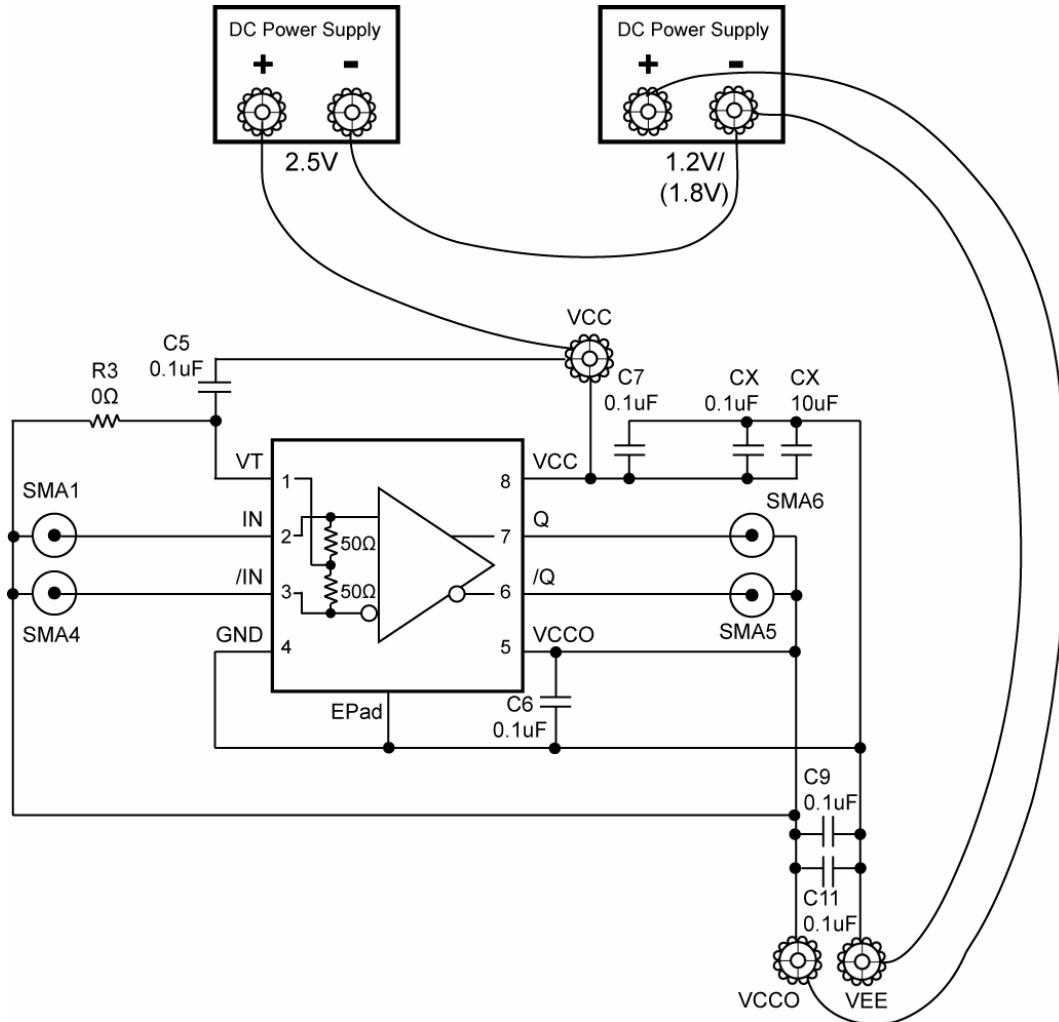 DC Power Supply
+ -
2.5V
DC Power Supply
+ -
1.2V/
(1.8V)
VCC
C5
0.1uF
R3
0Ω
C7
0.1uF
CX
0.1uF
CX
10uF
VT
1
8
VCC
SMA1
IN
2
50Ω
7
Q
SMA6
/IN
3
50Ω
6
/Q
SMA4
SMA5
GND
4
5
VCCO
EPad
C6
0.1uF
C9
0.1uF
C11
0.1uF
VCCO
VEE